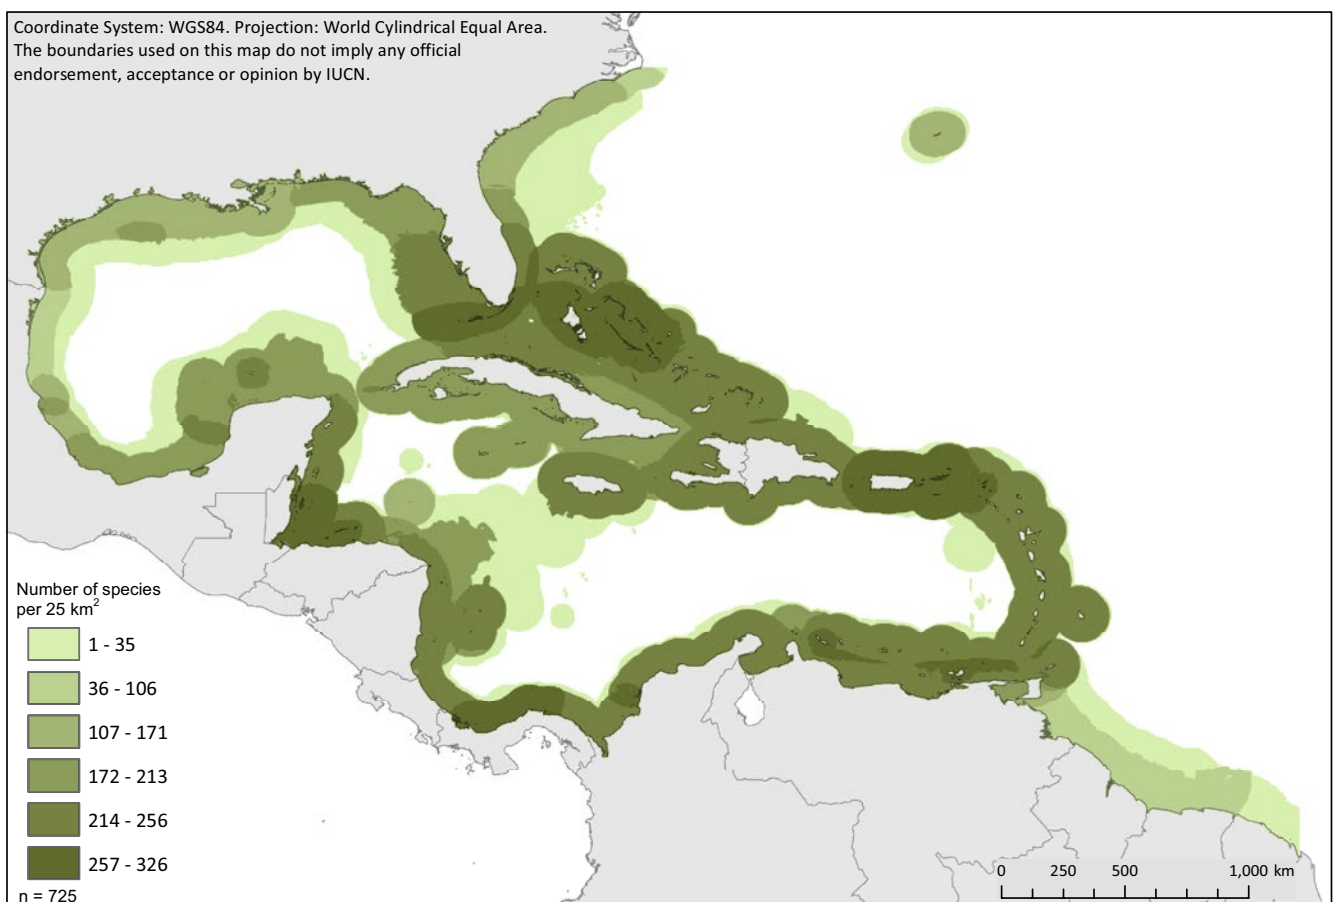 Coordinate System: WGS84. Projection: World Cylindrical Equal Area.
The boundaries used on this map do not imply any official
endorsement, acceptance or opinion by IUCN.
Number of species
per 25 km²
1 - 35
36 - 106
107 - 171
172 - 213
214 - 256
257 - 326
n = 725
0 250 500 1,000 km